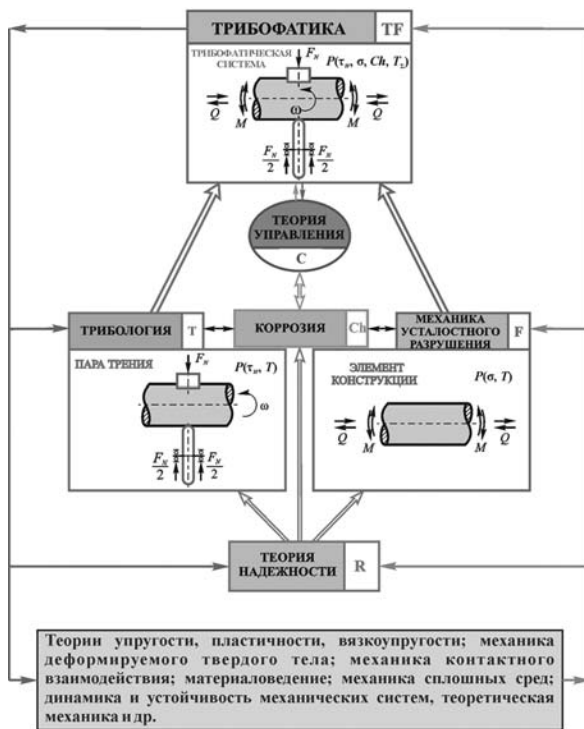 ТРИБОФАТИКА TF
ТРИБОФАТИЧЕСКАЯ
СИСТЕМА
F_N
P(τ_w, σ, Ch, T_Σ)
Q M ω M Q
F_N/2 F_N/2
ТЕОРИЯ
УПРАВЛЕНИЯ
C
ТРИБОЛОГИЯ T
КОРРОЗИЯ Ch
МЕХАНИКА
УСТАЛОСТНОГО
РАЗРУШЕНИЯ F
ПАРА ТРЕНИЯ
F_N
P(τ_w, T)
ω
F_N/2 F_N/2
ЭЛЕМЕНТ
КОНСТРУКЦИИ
P(σ, T)
Q M M Q
ТЕОРИЯ
НАДЕЖНОСТИ R
Теории упругости, пластичности, вязкоупругости; механика
деформируемого твердого тела; механика контактного
взаимодействия; материаловедение; механика сплошных сред;
динамика и устойчивость механических систем, теоретическая
механика и др.